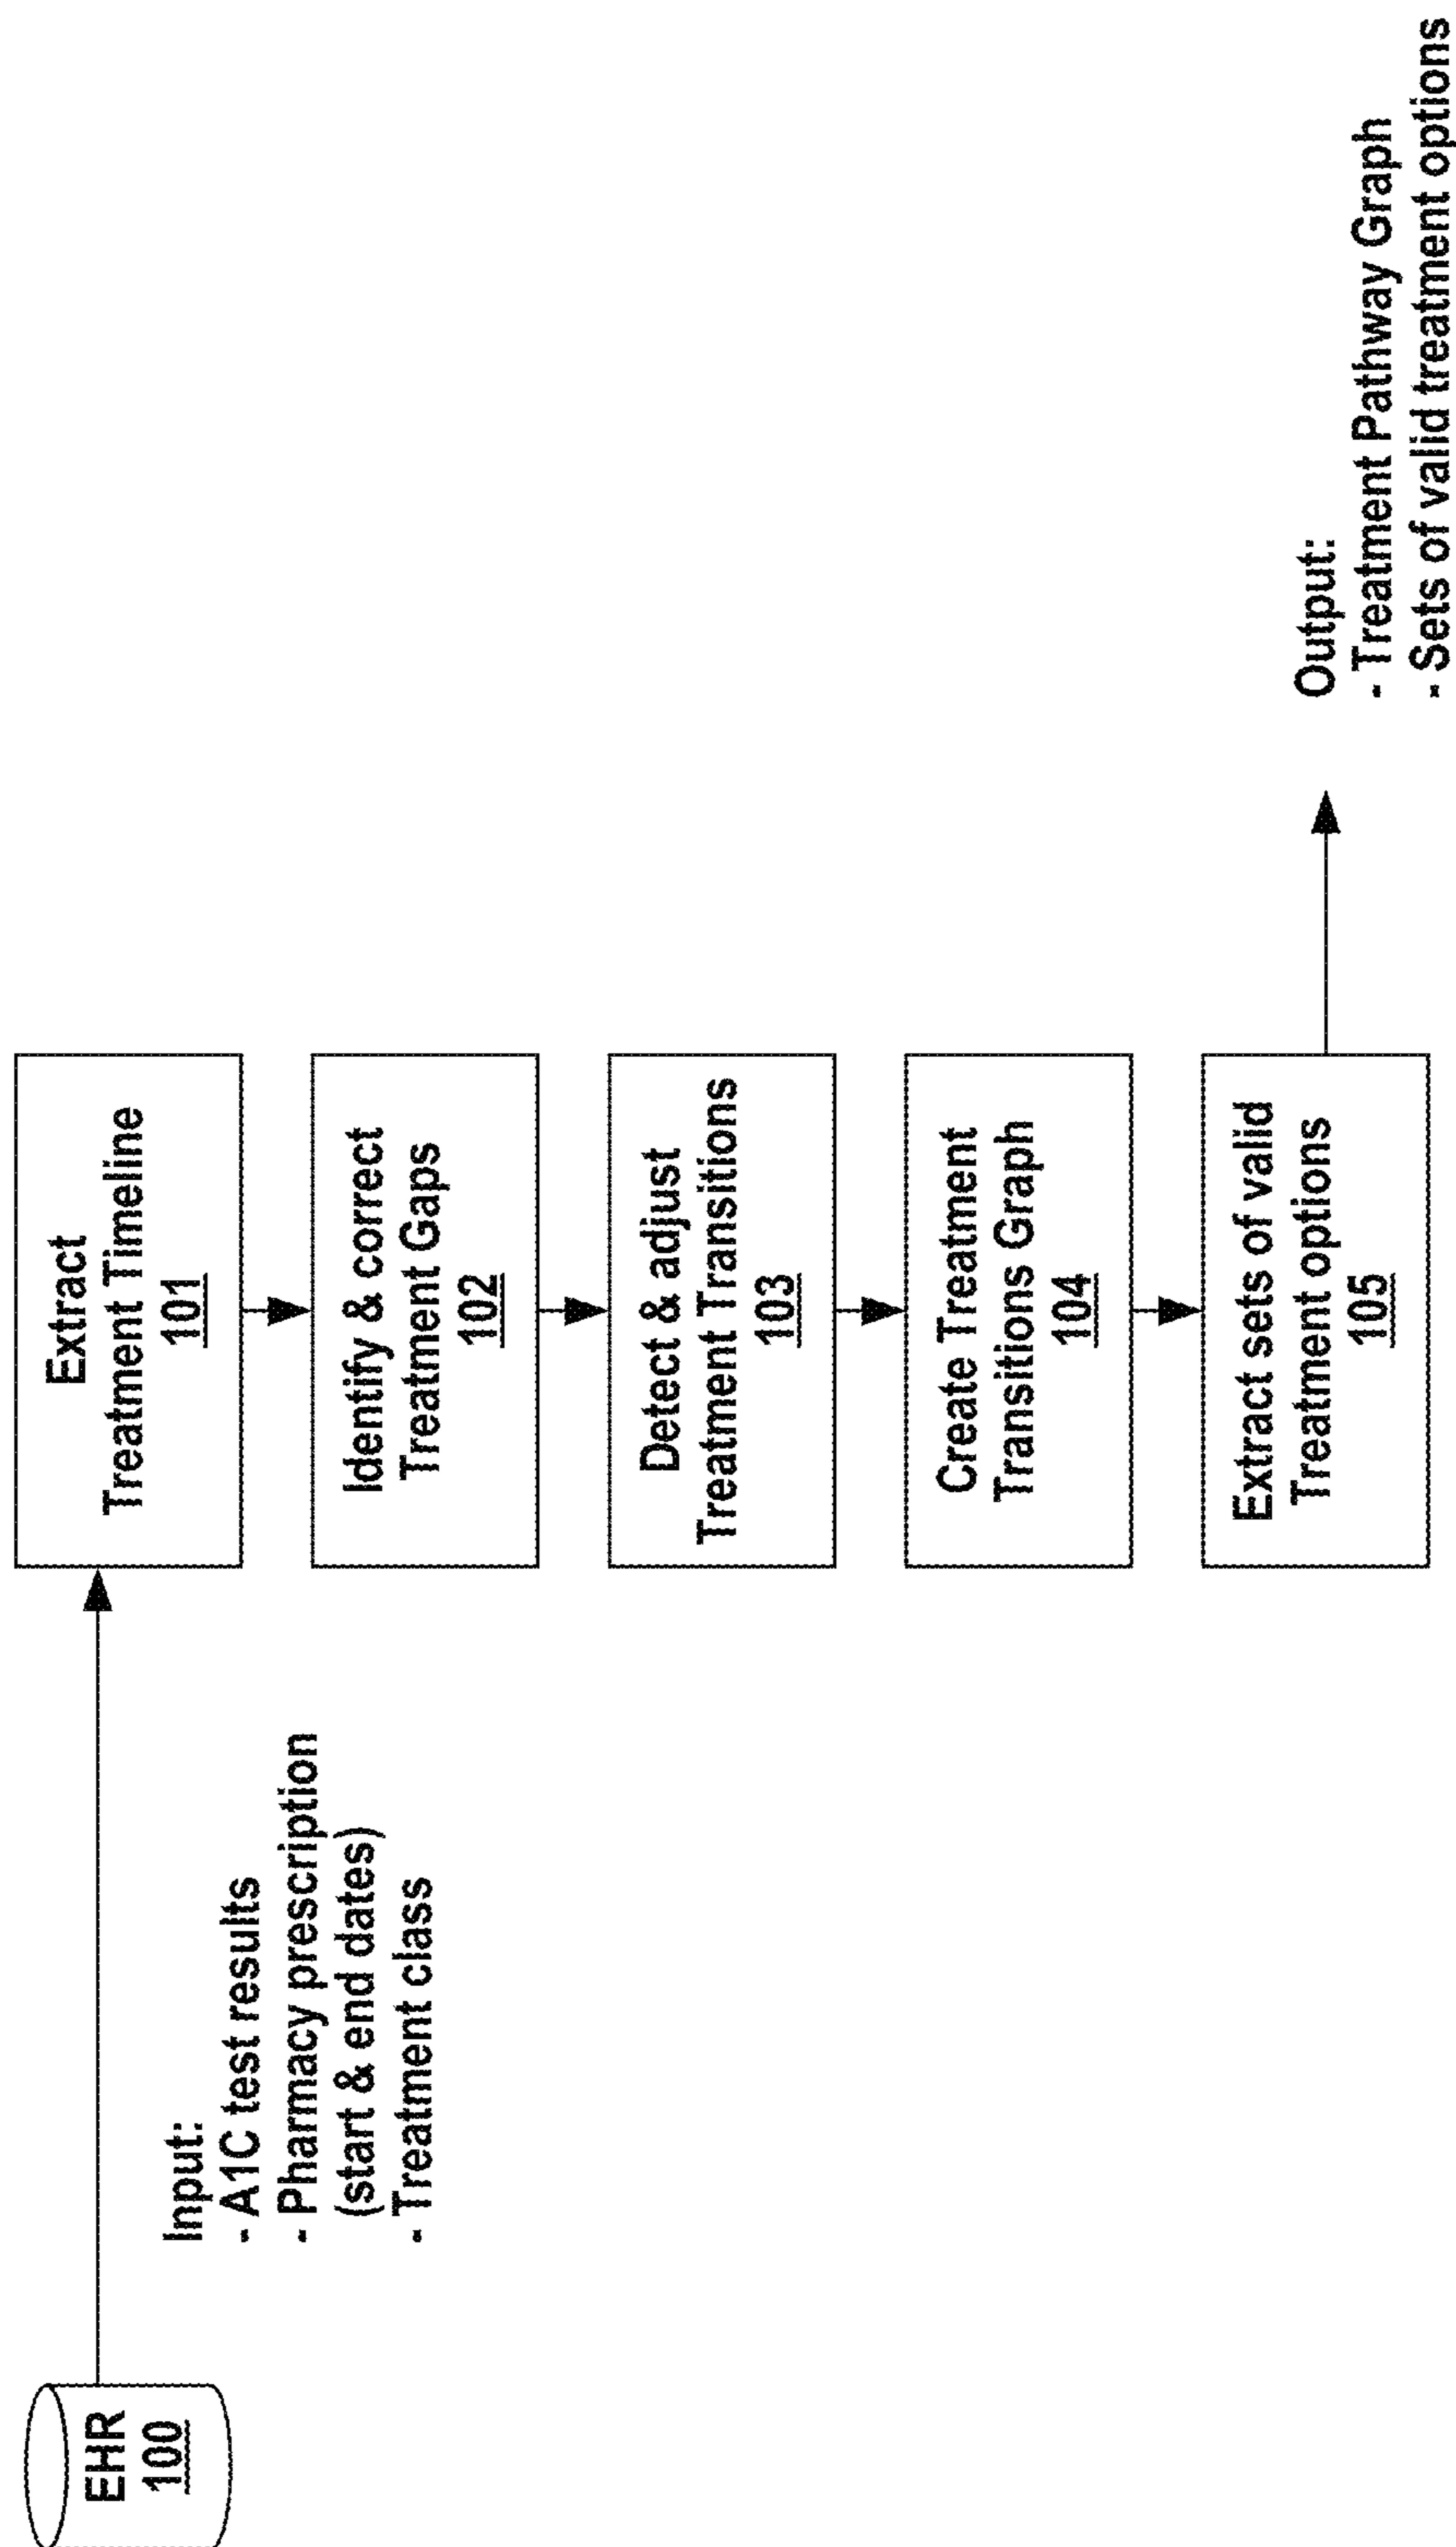 EHR
100
Input:
- A1C test results
- Pharmacy prescription
(start & end dates)
- Treatment class
Extract
Treatment Timeline
101
Identify & correct
Treatment Gaps
102
Detect & adjust
Treatment Transitions
103
Create Treatment
Transitions Graph
104
Extract sets of valid
Treatment options
105
Output:
- Treatment Pathway Graph
- Sets of valid treatment options